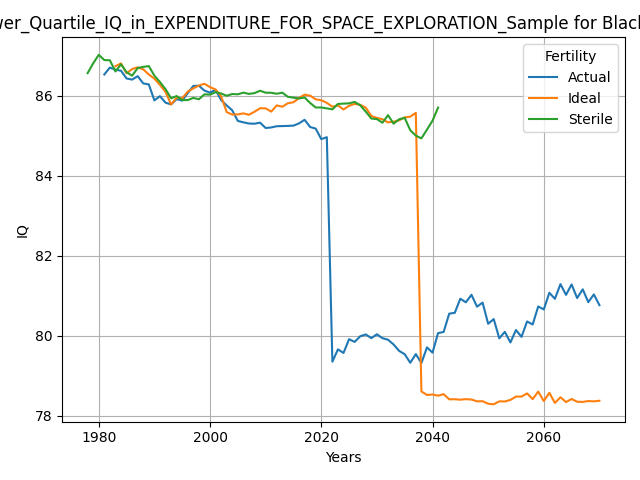 wer_Quartile_IQ_in_EXPENDITURE_FOR_SPACE_EXPLORATION_Sample for Black
Fertility
Actual
Ideal
Sterile
86
84
82
80
78
IQ
1980
2000
2020
2040
2060
Years